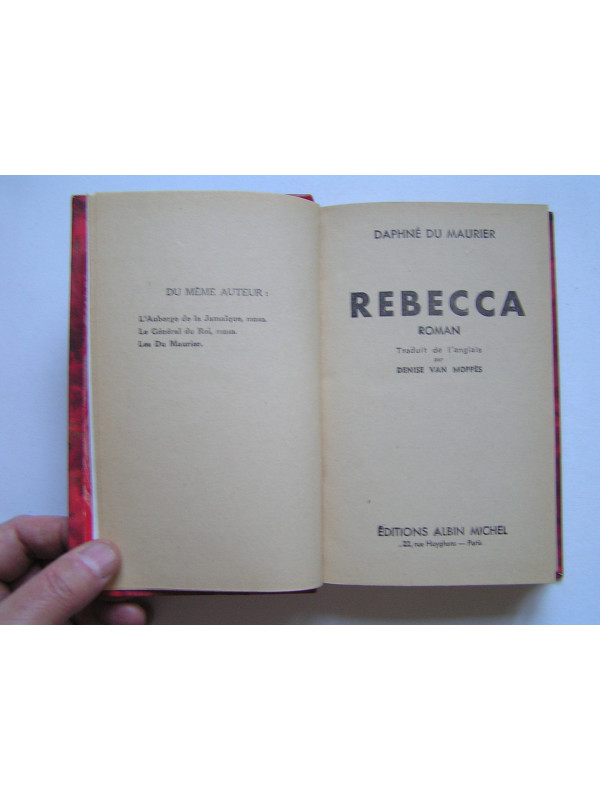 DU MÊME AUTEUR :
L'Auberge de la Jamaïque, roman.
Le Général du Roi, roman.
Les Du Maurier.
DAPHNÉ DU MAURIER
REBECCA
ROMAN
Traduit de l'anglais
par
DENISE VAN MOPPÈS
ÉDITIONS ALBIN MICHEL
22, rue Huyghens — Paris